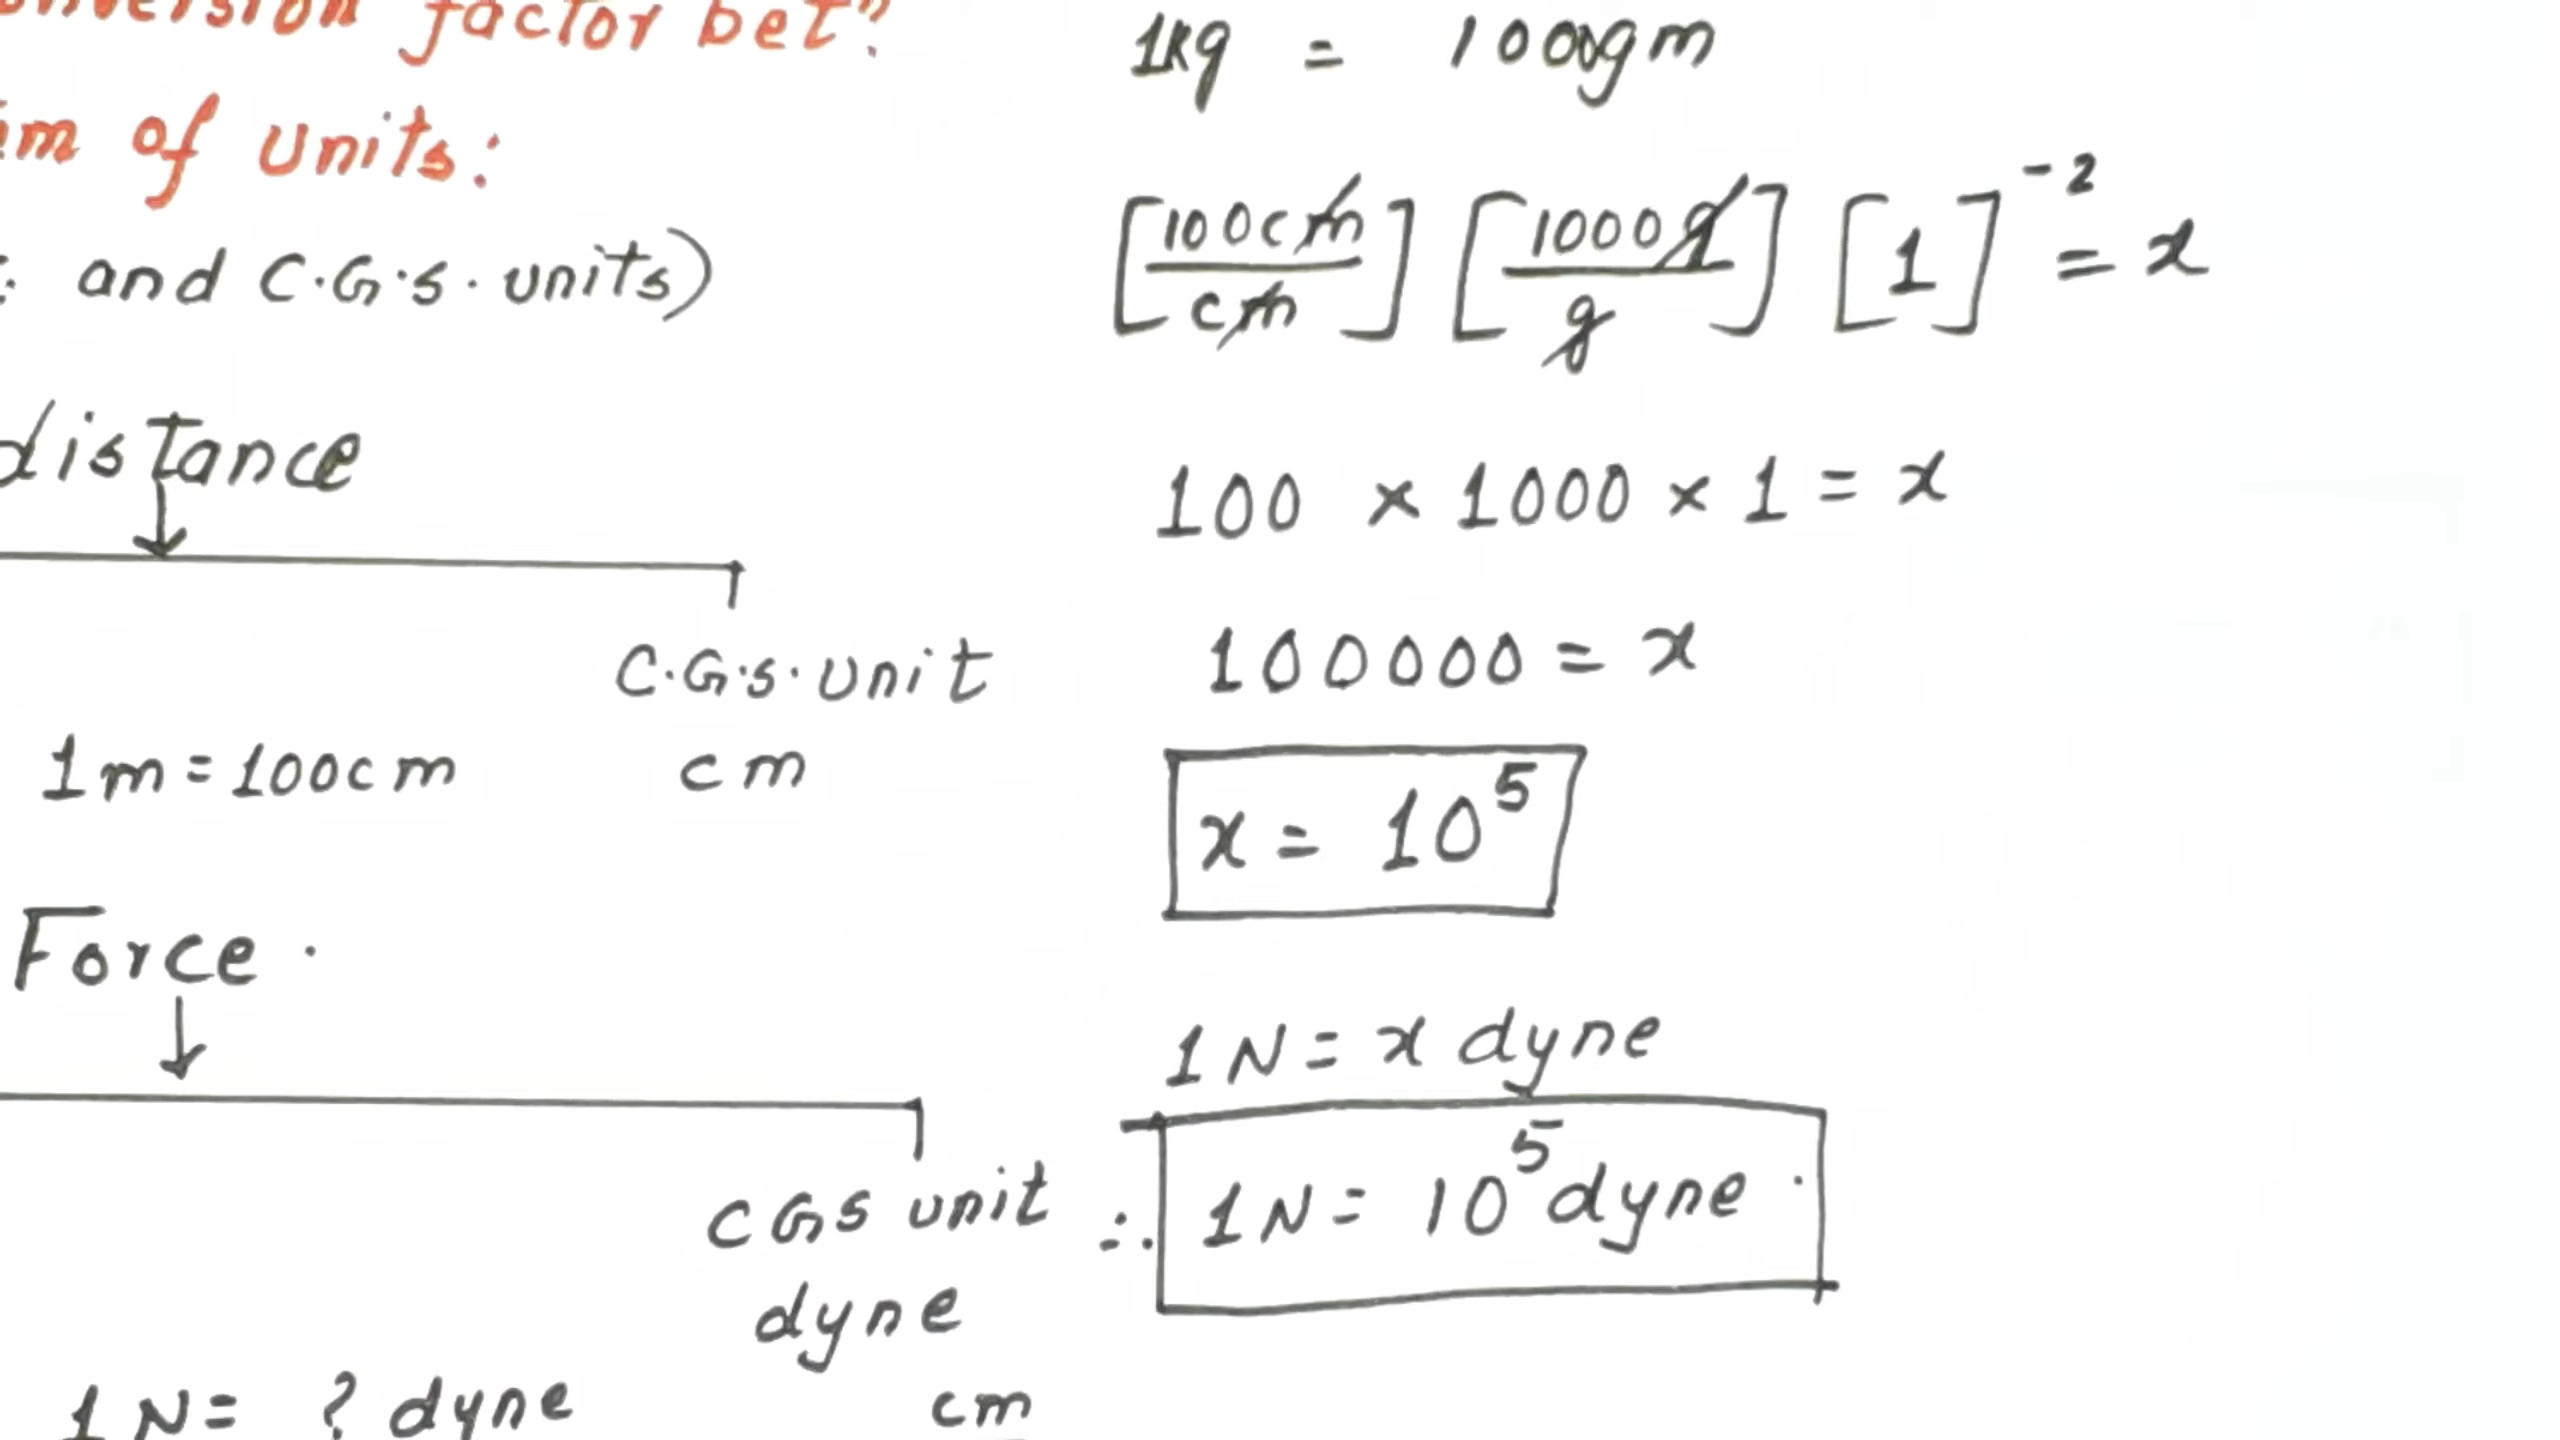 factor betn.
of units:
and C.G.S. units)
distance
C.G.S. unit
1m = 100cm
cm
Force.
CGS unit
dyne
1N = ? dyne
cm
1kg = 1000gm
[100cm/cm] [1000g/g] [1]^-2 = x
100 × 1000 × 1 = x
100000 = x
x = 10^5
1N = x dyne
∴ 1N = 10^5 dyne.